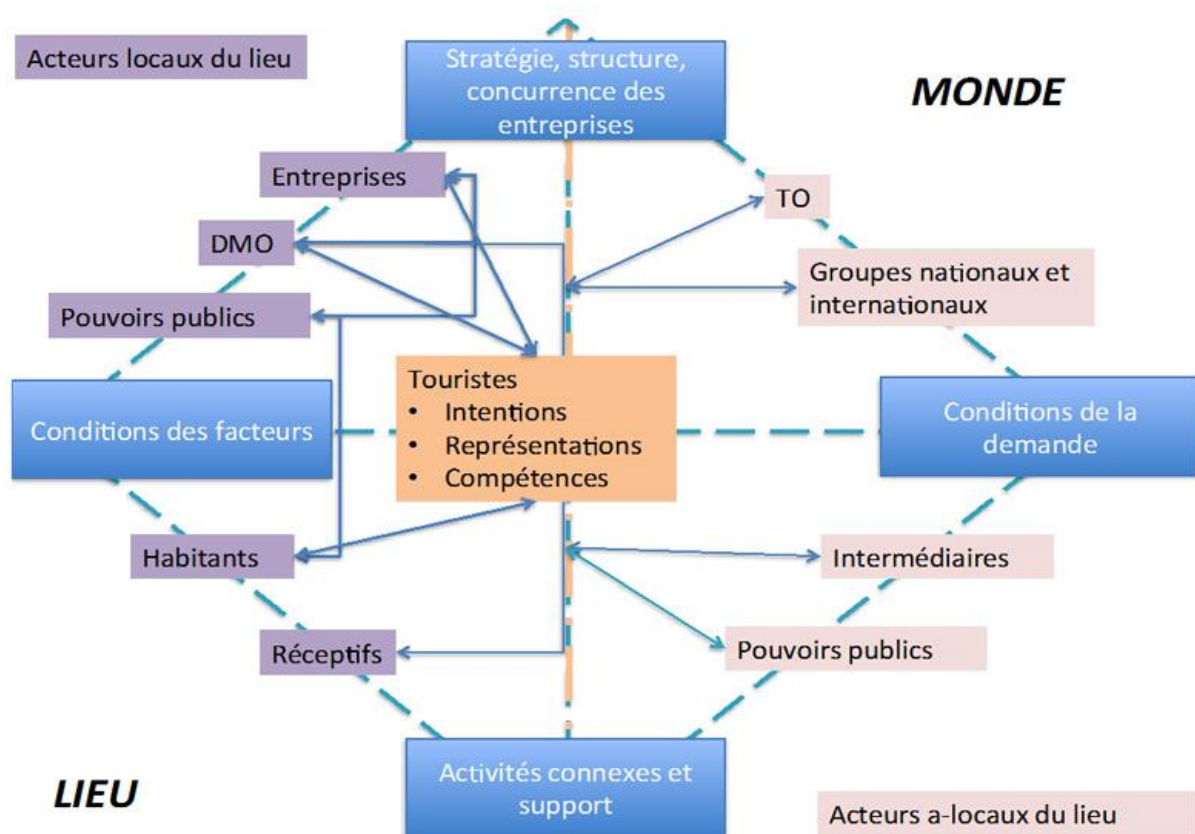 Acteurs locaux du lieu
Stratégie, structure,
concurrence des
entreprises
MONDE
Entreprises
TO
DMO
Groupes nationaux et
internationaux
Pouvoirs publics
Touristes
• Intentions
• Représentations
• Compétences
Conditions des facteurs
Conditions de la
demande
Habitants
Intermédiaires
Réceptifs
Pouvoirs publics
Activités connexes et
support
LIEU
Acteurs a-locaux du lieu